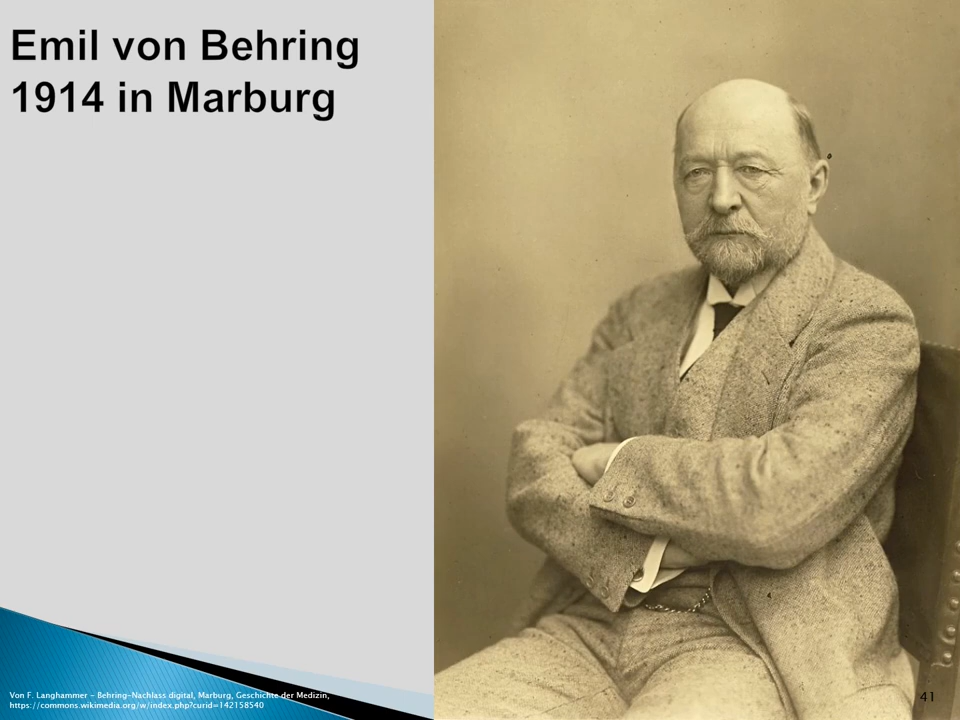 Emil von Behring
1914 in Marburg
Von F. Langhammer - Behring-Nachlass digital, Marburg, Geschichte der Medizin,
https://commons.wikimedia.org/w/index.php?curid=142158540
41